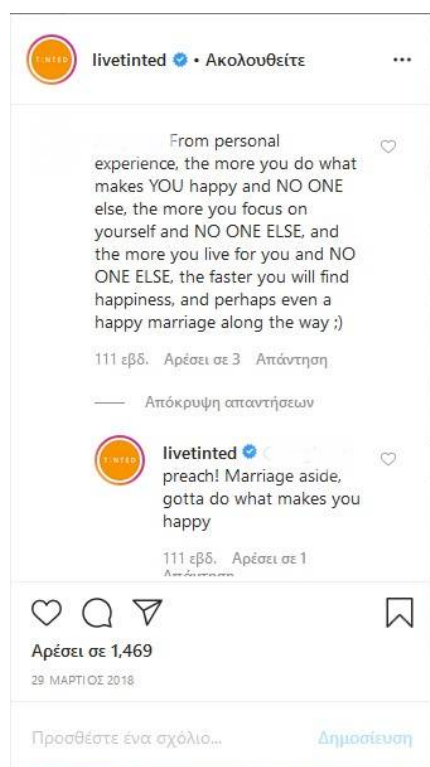 TINTED
livetinted • Ακολουθείτε
From personal
experience, the more you do what
makes YOU happy and NO ONE
else, the more you focus on
yourself and NO ONE ELSE, and
the more you live for you and NO
ONE ELSE, the faster you will find
happiness, and perhaps even a
happy marriage along the way ;)
111 εβδ. Αρέσει σε 3 Απάντηση
Απόκρυψη απαντήσεων
TINTED
livetinted
preach! Marriage aside,
gotta do what makes you
happy
111 εβδ. Αρέσει σε 1
Απάντηση
Αρέσει σε 1,469
29 ΜΑΡΤΙΟΣ 2018
Προσθέστε ένα σχόλιο... Δημοσίευση